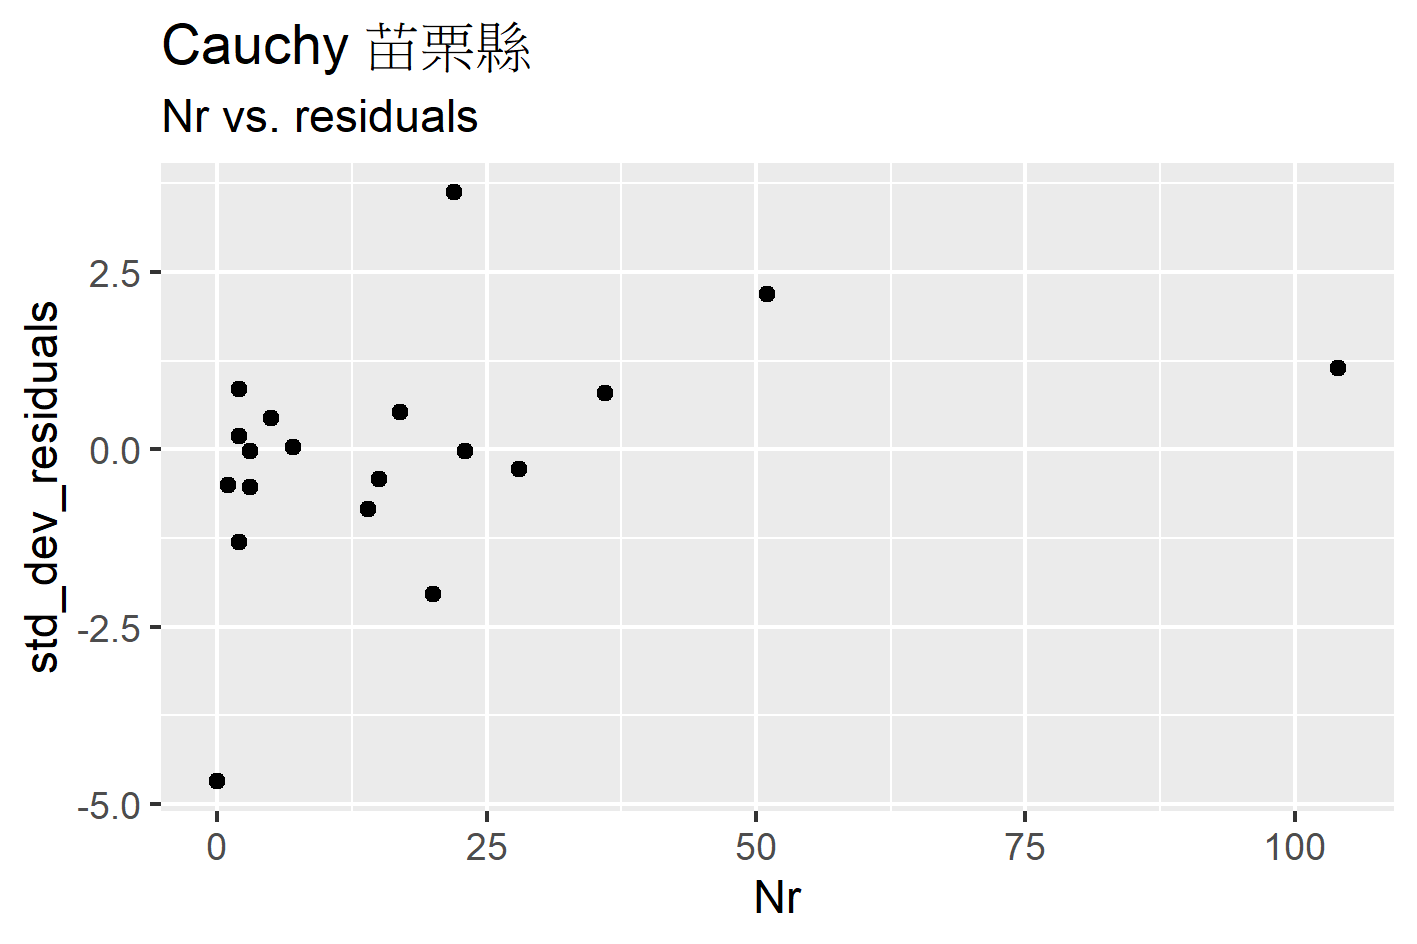 Cauchy 苗栗縣
Nr vs. residuals
std_dev_residuals
2.5
0.0
-2.5
-5.0
0 25 50 75 100
Nr